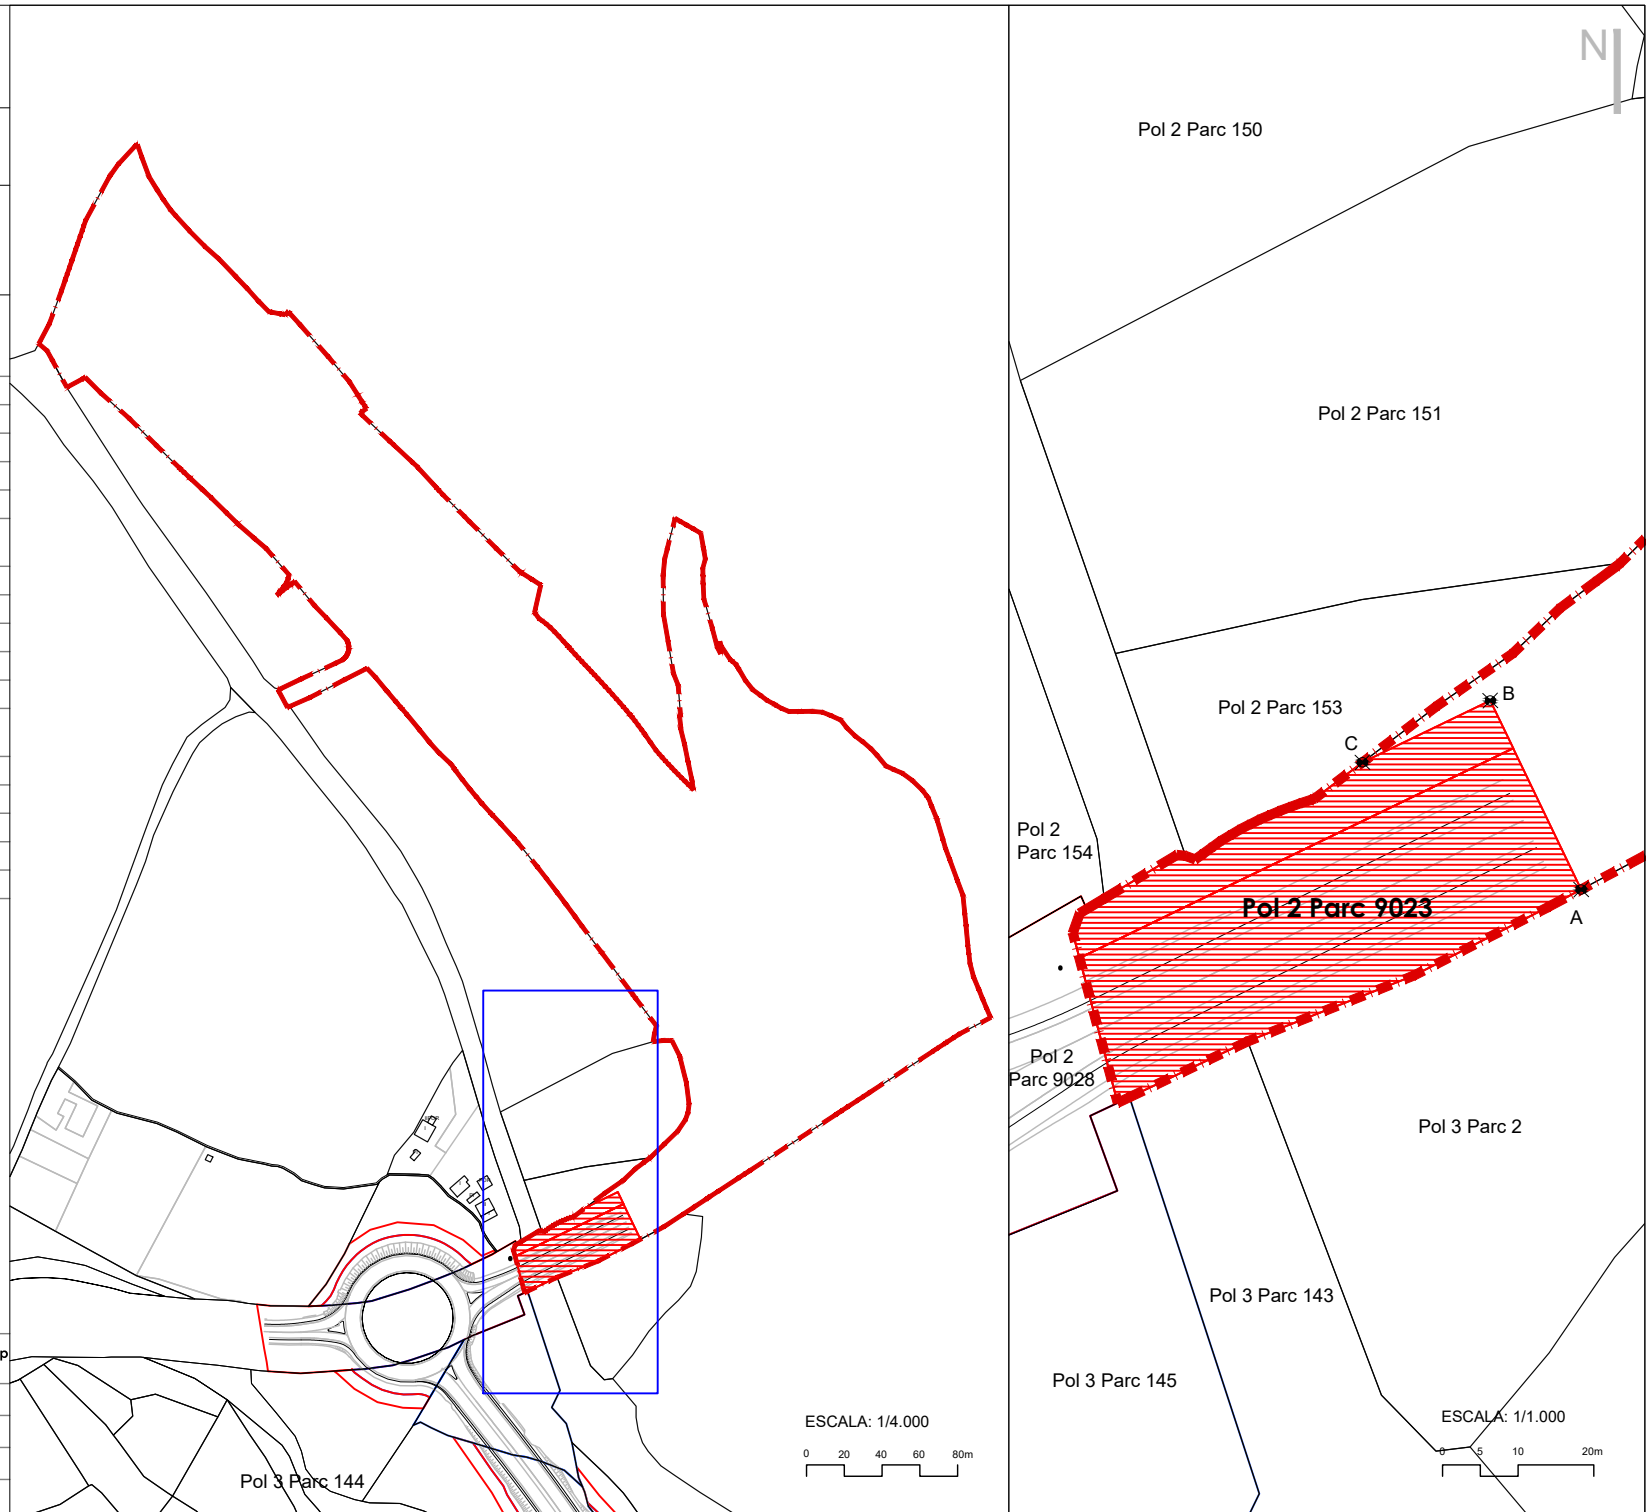 N
Pol 2 Parc 150
Pol 2 Parc 151
Pol 2 Parc 153
B
C
Pol 2
Parc 154
Pol 2 Parc 9023
A
Pol 2
Parc 9028
Pol 3 Parc 2
Pol 3 Parc 143
Pol 3 Parc 145
p
Pol 3 Parc 144
ESCALA: 1/4.000
0 20 40 60 80m
ESCALA: 1/1.000
0 5 10 20m